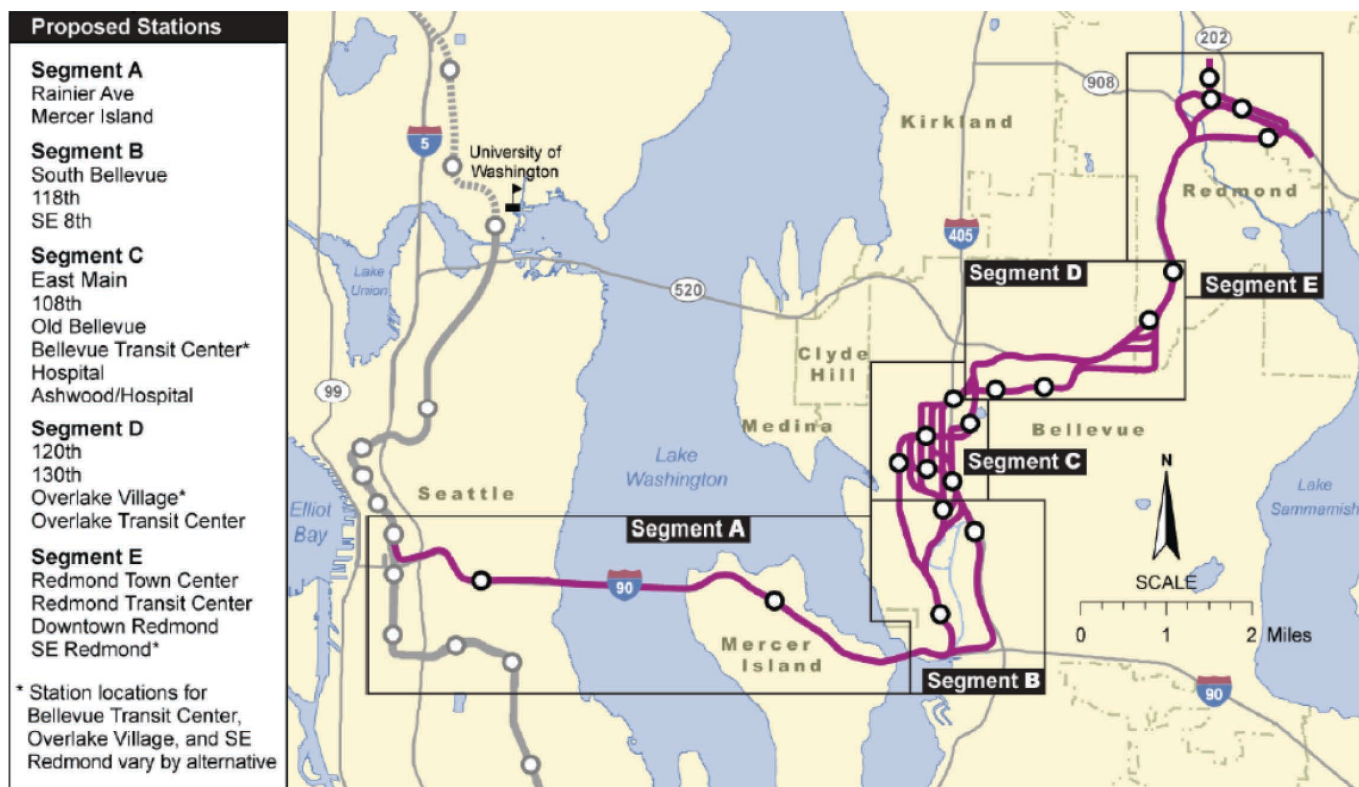 Proposed Stations
Segment A
Rainier Ave
Mercer Island
Segment B
South Bellevue
118th
SE 8th
Segment C
East Main
108th
Old Bellevue
Bellevue Transit Center*
Hospital
Ashwood/Hospital
Segment D
120th
130th
Overlake Village*
Overlake Transit Center
Segment E
Redmond Town Center
Redmond Transit Center
Downtown Redmond
SE Redmond*
* Station locations for
Bellevue Transit Center,
Overlake Village, and SE
Redmond vary by alternative
202
908
Kirkland
5
University of
Washington
Redmond
405
Segment D
Segment E
Lake
Union
520
Clyde
Hill
99
Medina
Bellevue
Segment C
N
Lake
Washington
Seattle
Elliot
Bay
Lake
Sammamish
Segment A
SCALE
90
0 1 2 Miles
Mercer
Island
Segment B
90